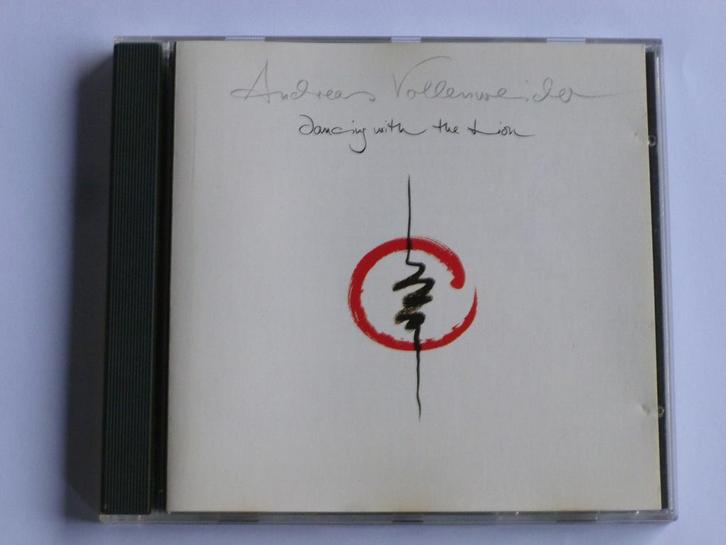 Andreas Vollenweider
Dancing with the Lion